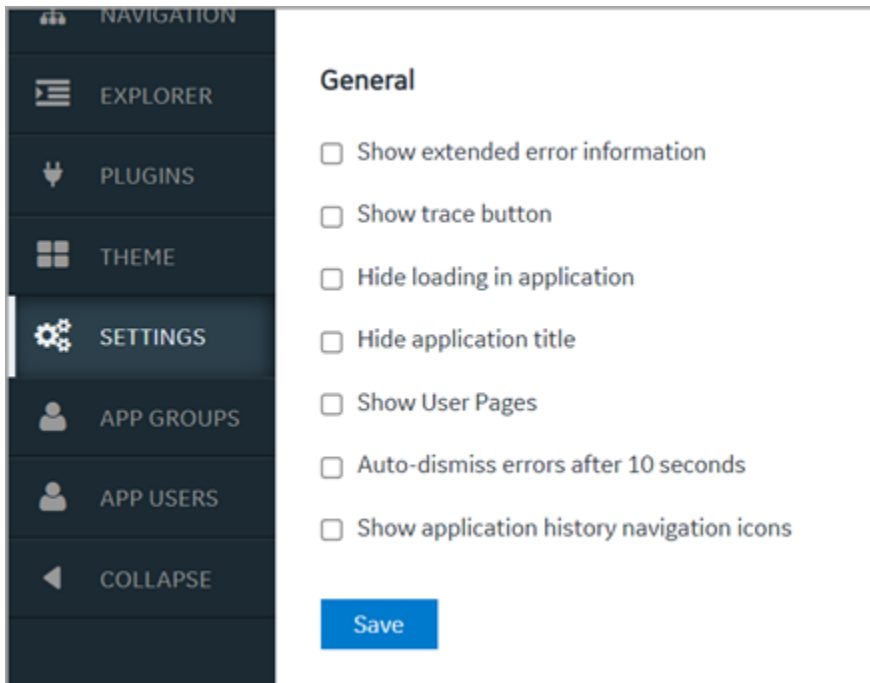 NAVIGATION
EXPLORER
PLUGINS
THEME
SETTINGS
APP GROUPS
APP USERS
COLLAPSE
General
Show extended error information
Show trace button
Hide loading in application
Hide application title
Show User Pages
Auto-dismiss errors after 10 seconds
Show application history navigation icons
Save